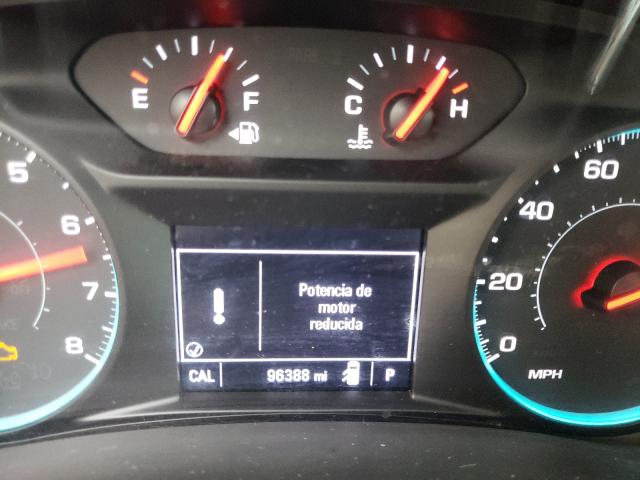 E F
C H
5
6
7
8
60
40
20
0
MPH
Potencia de
motor
reducida
CAL 96388 mi P